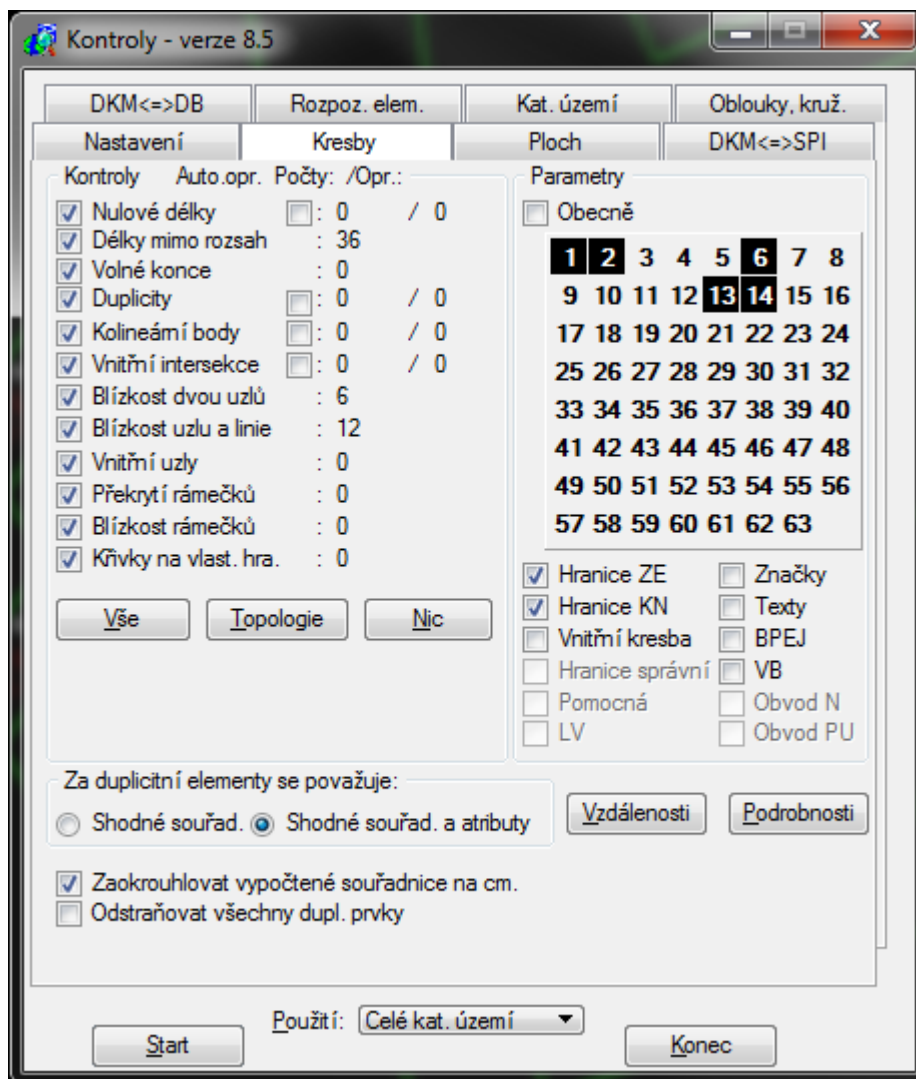 Kontroly - verze 8.5
DKM<=>DB Rozpoz. elem. Kat. území Oblouky, kruž.
Nastavení Kresby Ploch DKM<=>SPI
Kontroly Auto.opr. Počty: /Opr.:
Nulové délky : 0 / 0
Délky mimo rozsah : 36
Volné konce : 0
Duplicity : 0 / 0
Kolineární body : 0 / 0
Vnitřní intersekce : 0 / 0
Blízkost dvou uzlů : 6
Blízkost uzlu a linie : 12
Vnitřní uzly : 0
Překrytí rámečků : 0
Blízkost rámečků : 0
Křivky na vlast. hra. : 0
Vše Topologie Nic
Parametry
Obecně
1 2 3 4 5 6 7 8
9 10 11 12 13 14 15 16
17 18 19 20 21 22 23 24
25 26 27 28 29 30 31 32
33 34 35 36 37 38 39 40
41 42 43 44 45 46 47 48
49 50 51 52 53 54 55 56
57 58 59 60 61 62 63
Hranice ZE Značky
Hranice KN Texty
Vnitřní kresba BPEJ
Hranice správní VB
Pomocná Obvod N
LV Obvod PU
Za duplicitní elementy se považuje:
Shodné souřad. Shodné souřad. a atributy
Vzdálenosti Podrobnosti
Zaokrouhlovat vypočtené souřadnice na cm.
Odstraňovat všechny dupl. prvky
Použití: Celé kat. území
Start Konec